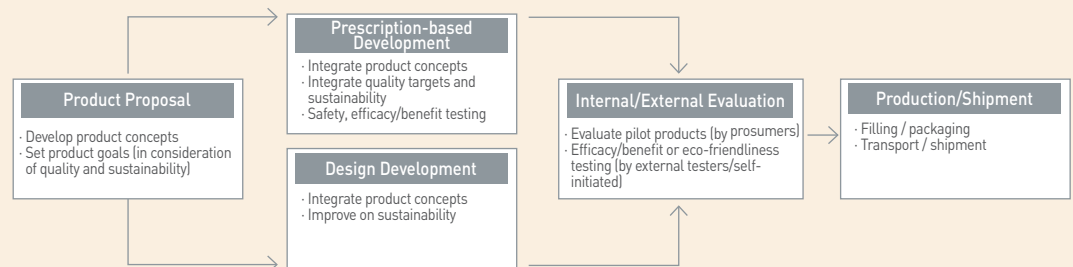 Product Proposal
· Develop product concepts
· Set product goals (in consideration
of quality and sustainability)
Prescription-based
Development
· Integrate product concepts
· Integrate quality targets and
sustainability
· Safety, efficacy/benefit testing
Design Development
· Integrate product concepts
· Improve on sustainability
Internal/External Evaluation
· Evaluate pilot products (by prosumers)
· Efficacy/benefit or eco-friendliness
testing (by external testers/self-
initiated)
Production/Shipment
· Filling / packaging
· Transport / shipment